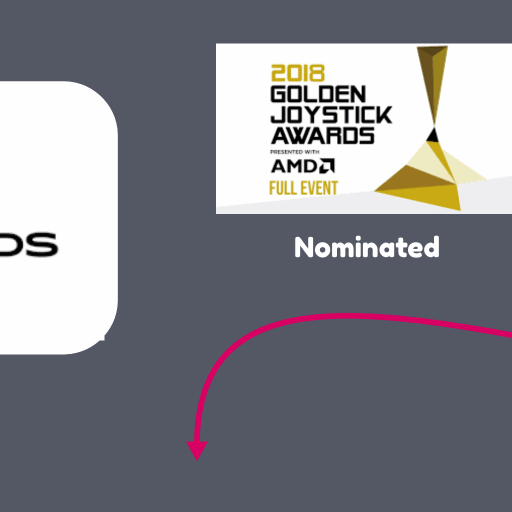 2018
GOLDEN
JOYSTICK
AWARDS
PRESENTED WITH
AMD
FULL EVENT
DS
Nominated